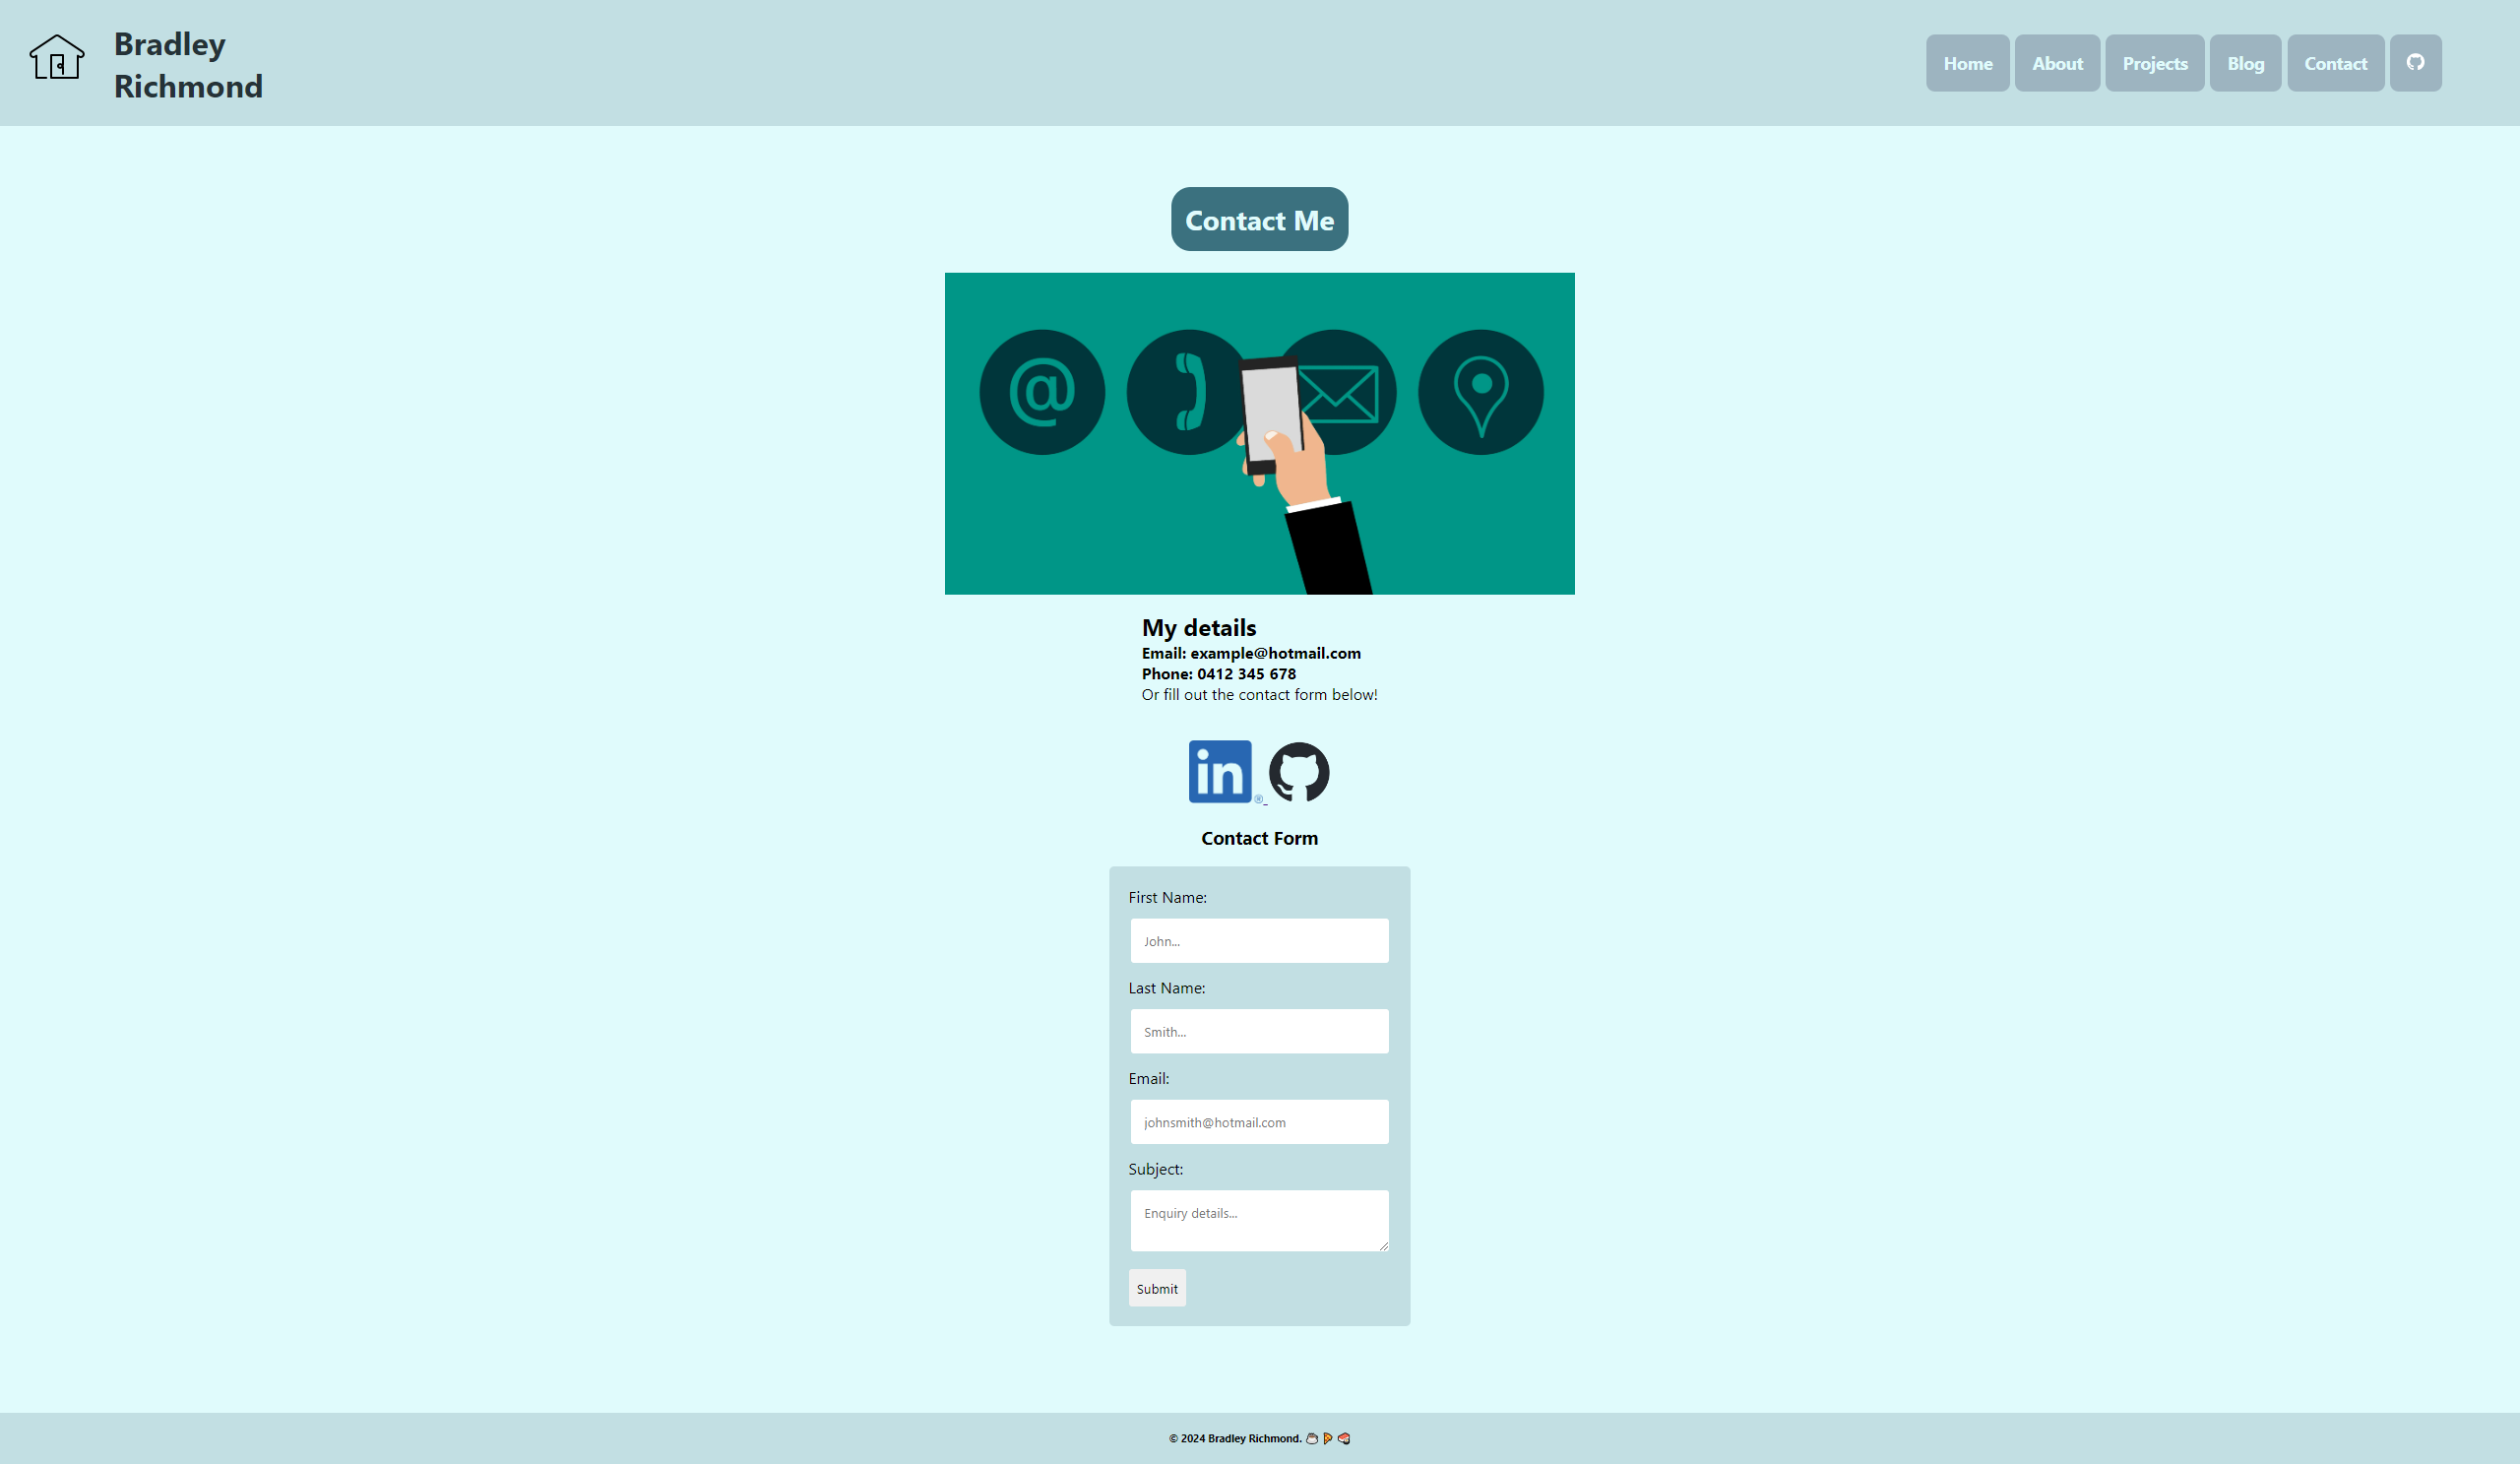 Bradley
Richmond
Home About Projects Blog Contact
Contact Me
@
My details
Email: example@hotmail.com
Phone: 0412 345 678
Or fill out the contact form below!
in®
Contact Form
First Name:
John...
Last Name:
Smith...
Email:
johnsmith@hotmail.com
Subject:
Enquiry details...
Submit
© 2024 Bradley Richmond. 🍚 🍕 🍣